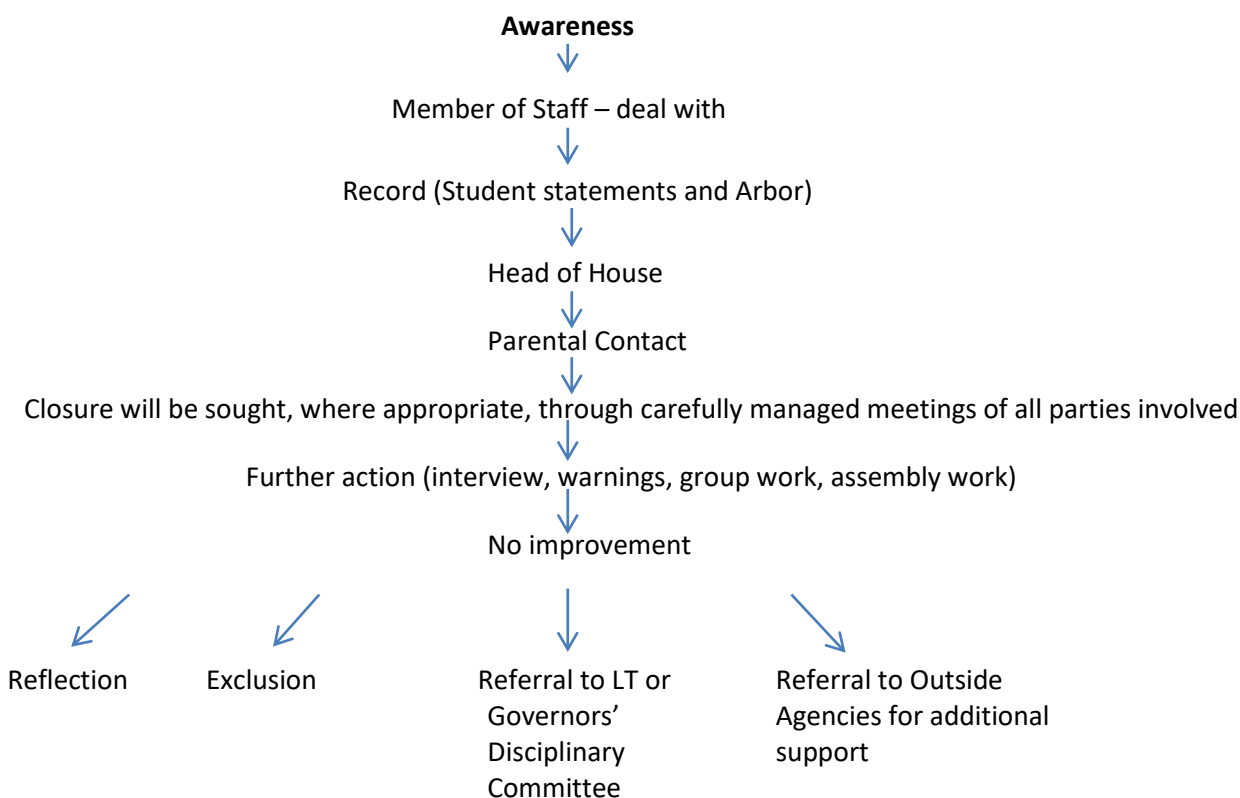 Awareness
Member of Staff – deal with
Record (Student statements and Arbor)
Head of House
Parental Contact
Closure will be sought, where appropriate, through carefully managed meetings of all parties involved
Further action (interview, warnings, group work, assembly work)
No improvement
Reflection
Exclusion
Referral to LT or
Governors’
Disciplinary
Committee
Referral to Outside
Agencies for additional
support